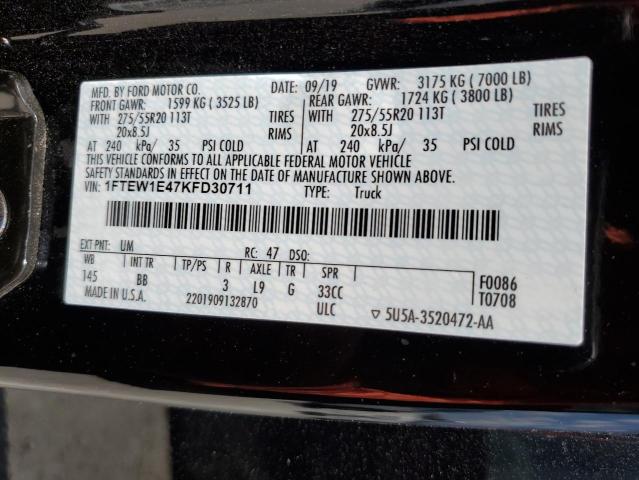 MFD. BY FORD MOTOR CO. DATE: 09/19 GVWR: 3175 KG ( 7000 LB)
FRONT GAWR: 1599 KG ( 3525 LB) REAR GAWR: 1724 KG ( 3800 LB)
WITH 275/55R20 113T TIRES WITH 275/55R20 113T TIRES
20x8.5J RIMS 20x8.5J RIMS
AT 240 kPa/ 35 PSI COLD AT 240 kPa/ 35 PSI COLD
THIS VEHICLE CONFORMS TO ALL APPLICABLE FEDERAL MOTOR VEHICLE
SAFETY STANDARDS IN EFFECT ON THE DATE OF MANUFACTURE SHOWN ABOVE.
VIN: 1FTEW1E47KFD30711 TYPE: Truck
EXT PNT: UM RC: 47 DSO:
WB INT TR TP/PS R AXLE TR SPR F0086
145 BB 3 L9 G 33CC T0708
MADE IN U.S.A. 2201909132870 ULC ▽ 5U5A-3520472-AA